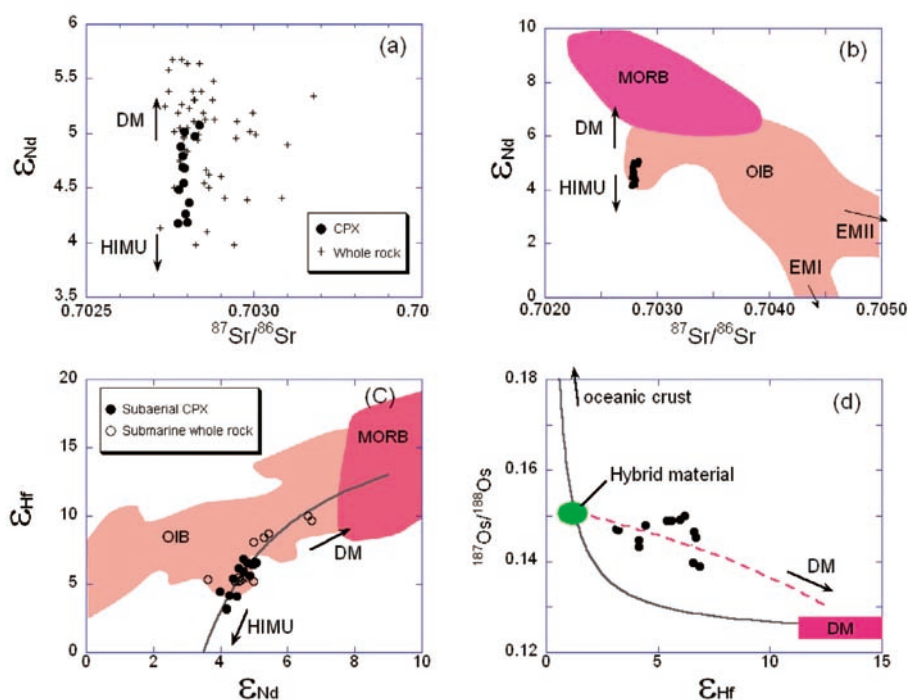 (a)
6
5.5
5
4.5
4
3.5
εNd
DM
HIMU
CPX
Whole rock
0.7025
0.7030
0.70
87Sr/86Sr
(b)
10
8
6
4
2
0
εNd
MORB
DM
HIMU
OIB
EMII
EMI
0.7020
0.7030
0.7040
0.7050
87Sr/86Sr
(C)
20
15
10
5
0
εHf
Subaerial CPX
Submarine whole rock
MORB
OIB
DM
HIMU
0
2
4
6
8
10
εNd
(d)
0.18
0.16
0.14
0.12
187Os/188Os
oceanic crust
Hybrid material
DM
DM
0
5
10
15
εHf